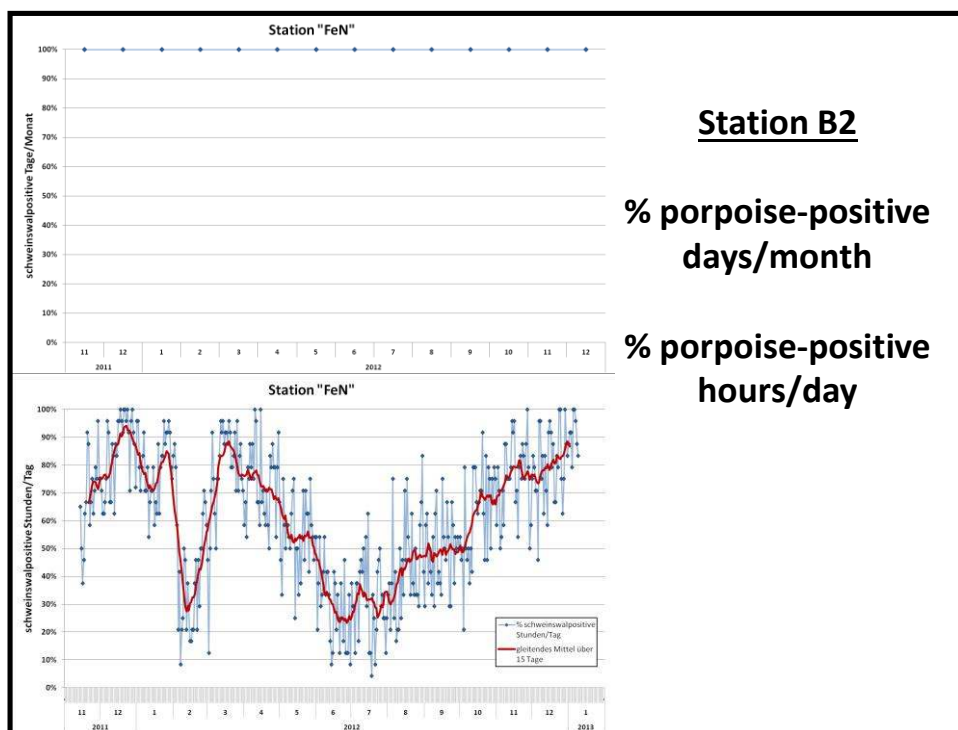 Station "FeN"
schweinswalpositive Tage/Monat
100%
90%
80%
70%
60%
50%
40%
30%
20%
10%
0%
11 12 1 2 3 4 5 6 7 8 9 10 11 12
2011 2012
Station "FeN"
schweinswalpositive Stunden/Tag
100%
90%
80%
70%
60%
50%
40%
30%
20%
10%
0%
% schweinswalpositive
Stunden/Tag
gleitendes Mittel über
15 Tage
11 12 1 2 3 4 5 6 7 8 9 10 11 12 1
2011 2012 2013
Station B2
% porpoise-positive
days/month
% porpoise-positive
hours/day